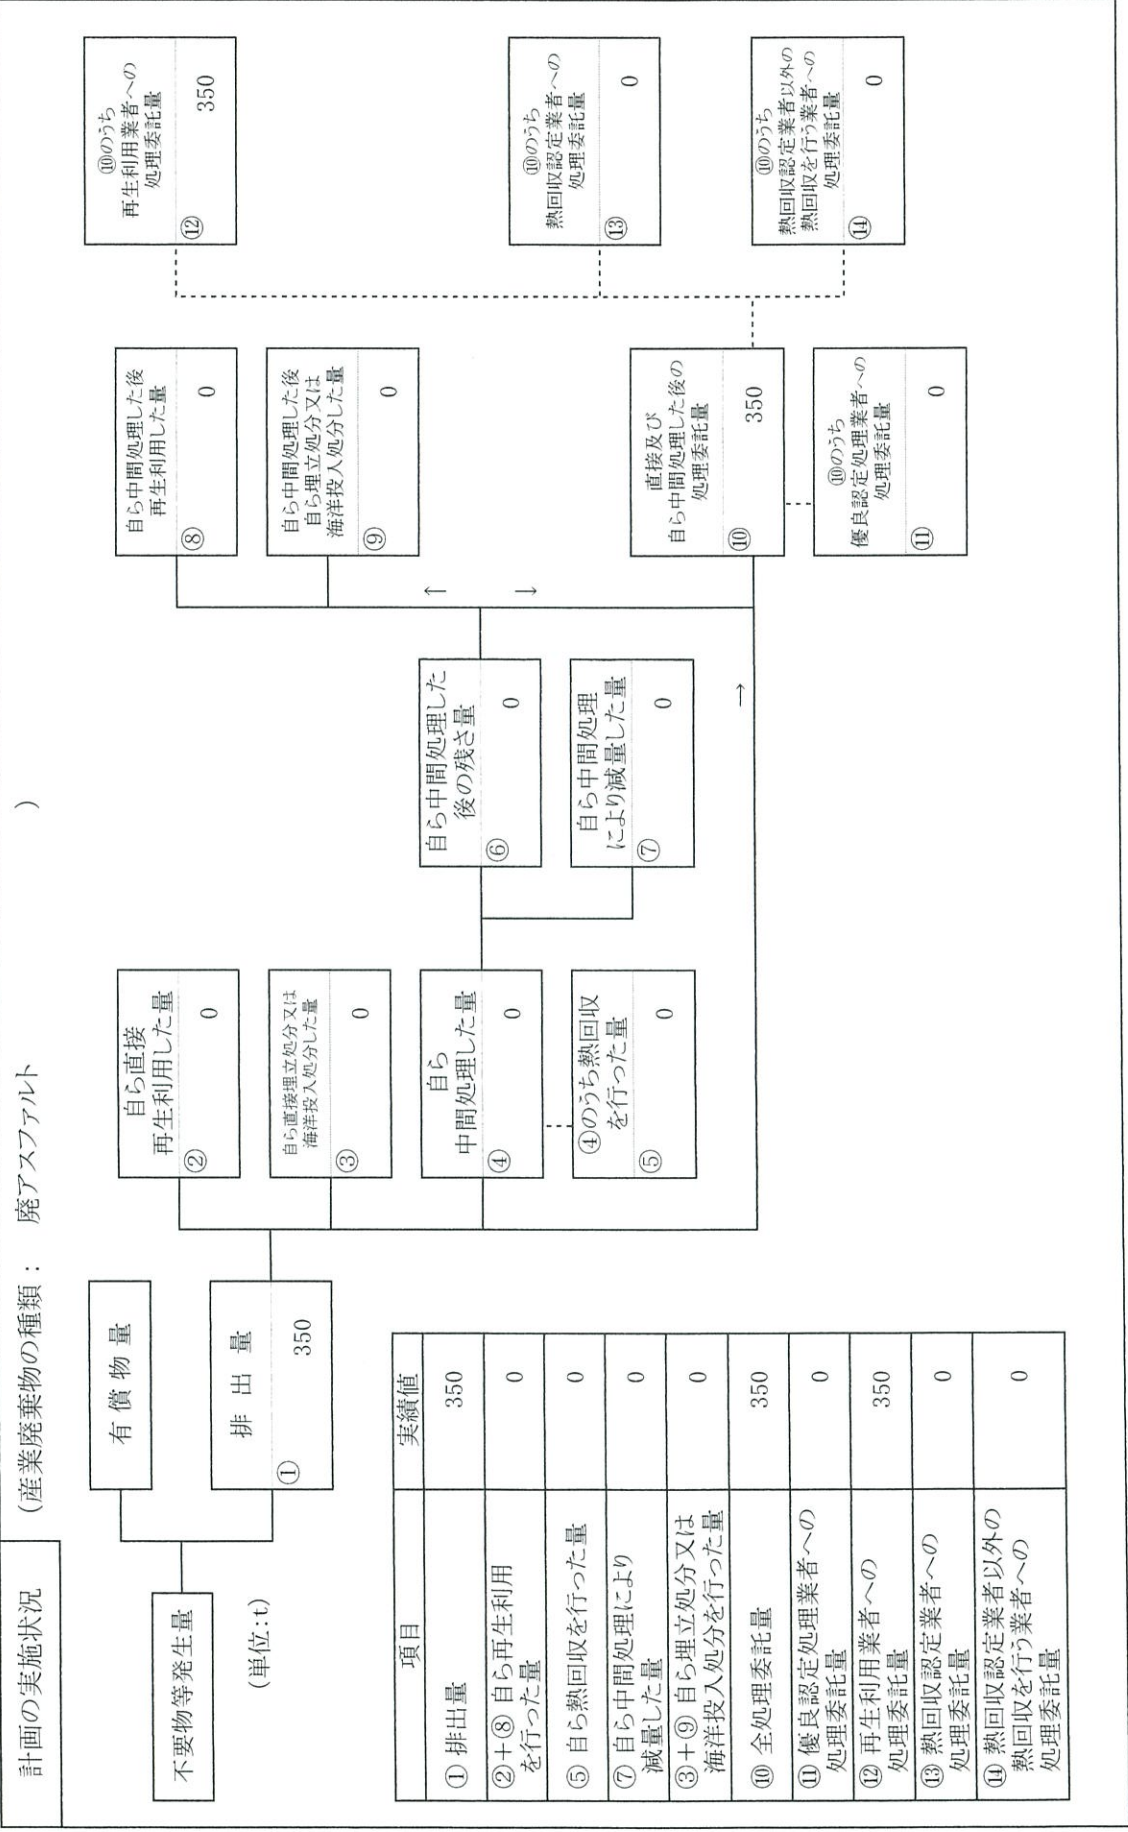 計画の実施状況
(産業廃棄物の種類： 廃アスファルト )
不要物等発生量
(単位:t)
有償物量
排出量
① 350
自ら直接
再生利用した量
② 0
自ら直接埋立処分又は
海洋投入処分した量
③ 0
自ら
中間処理した量
④ 0
④のうち熱回収
を行った量
⑤ 0
自ら中間処理した
後の残さ量
⑥ 0
自ら中間処理
により減量した量
⑦ 0
→
↑
↓
自ら中間処理した後
再生利用した量
⑧ 0
自ら中間処理した後
自ら埋立処分又は
海洋投入処分した量
⑨ 0
直接及び
自ら中間処理した後の
処理委託量
⑩ 350
⑩のうち
優良認定処理業者への
処理委託量
⑪ 0
⑩のうち
再生利用業者への
処理委託量
⑫ 350
⑩のうち
熱回収認定業者への
処理委託量
⑬ 0
⑩のうち
熱回収認定業者以外の
熱回収を行う業者への
処理委託量
⑭ 0
項目 実績値
① 排出量 350
②+⑧ 自ら再生利用
を行った量 0
⑤ 自ら熱回収を行った量 0
⑦ 自ら中間処理により
減量した量 0
③+⑨ 自ら埋立処分又は
海洋投入処分を行った量 0
⑩ 全処理委託量 350
⑪ 優良認定処理業者への
処理委託量 0
⑫ 再生利用業者への
処理委託量 350
⑬ 熱回収認定業者への
処理委託量 0
⑭ 熱回収認定業者以外の
熱回収を行う業者への
処理委託量 0